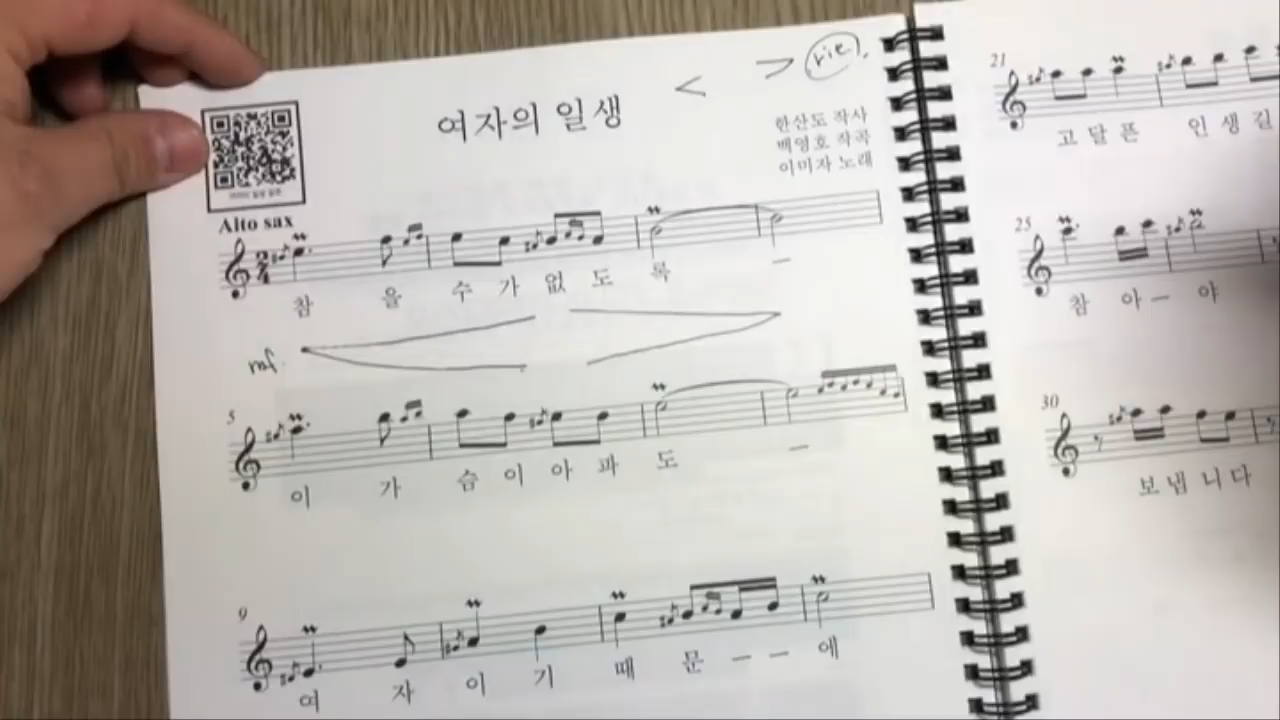 여자의 일생
한산도 작사
백영호 작곡
이미자 노래
Alto sax
참 을 수 가 없 도 록 –
mf
5
이 가 슴 이 아 파 도 –
9
여 자 이 기 때 문 – – 에
21
고 달 픈 인 생 길
25
참 아 – 야
30
보 냅 니 다